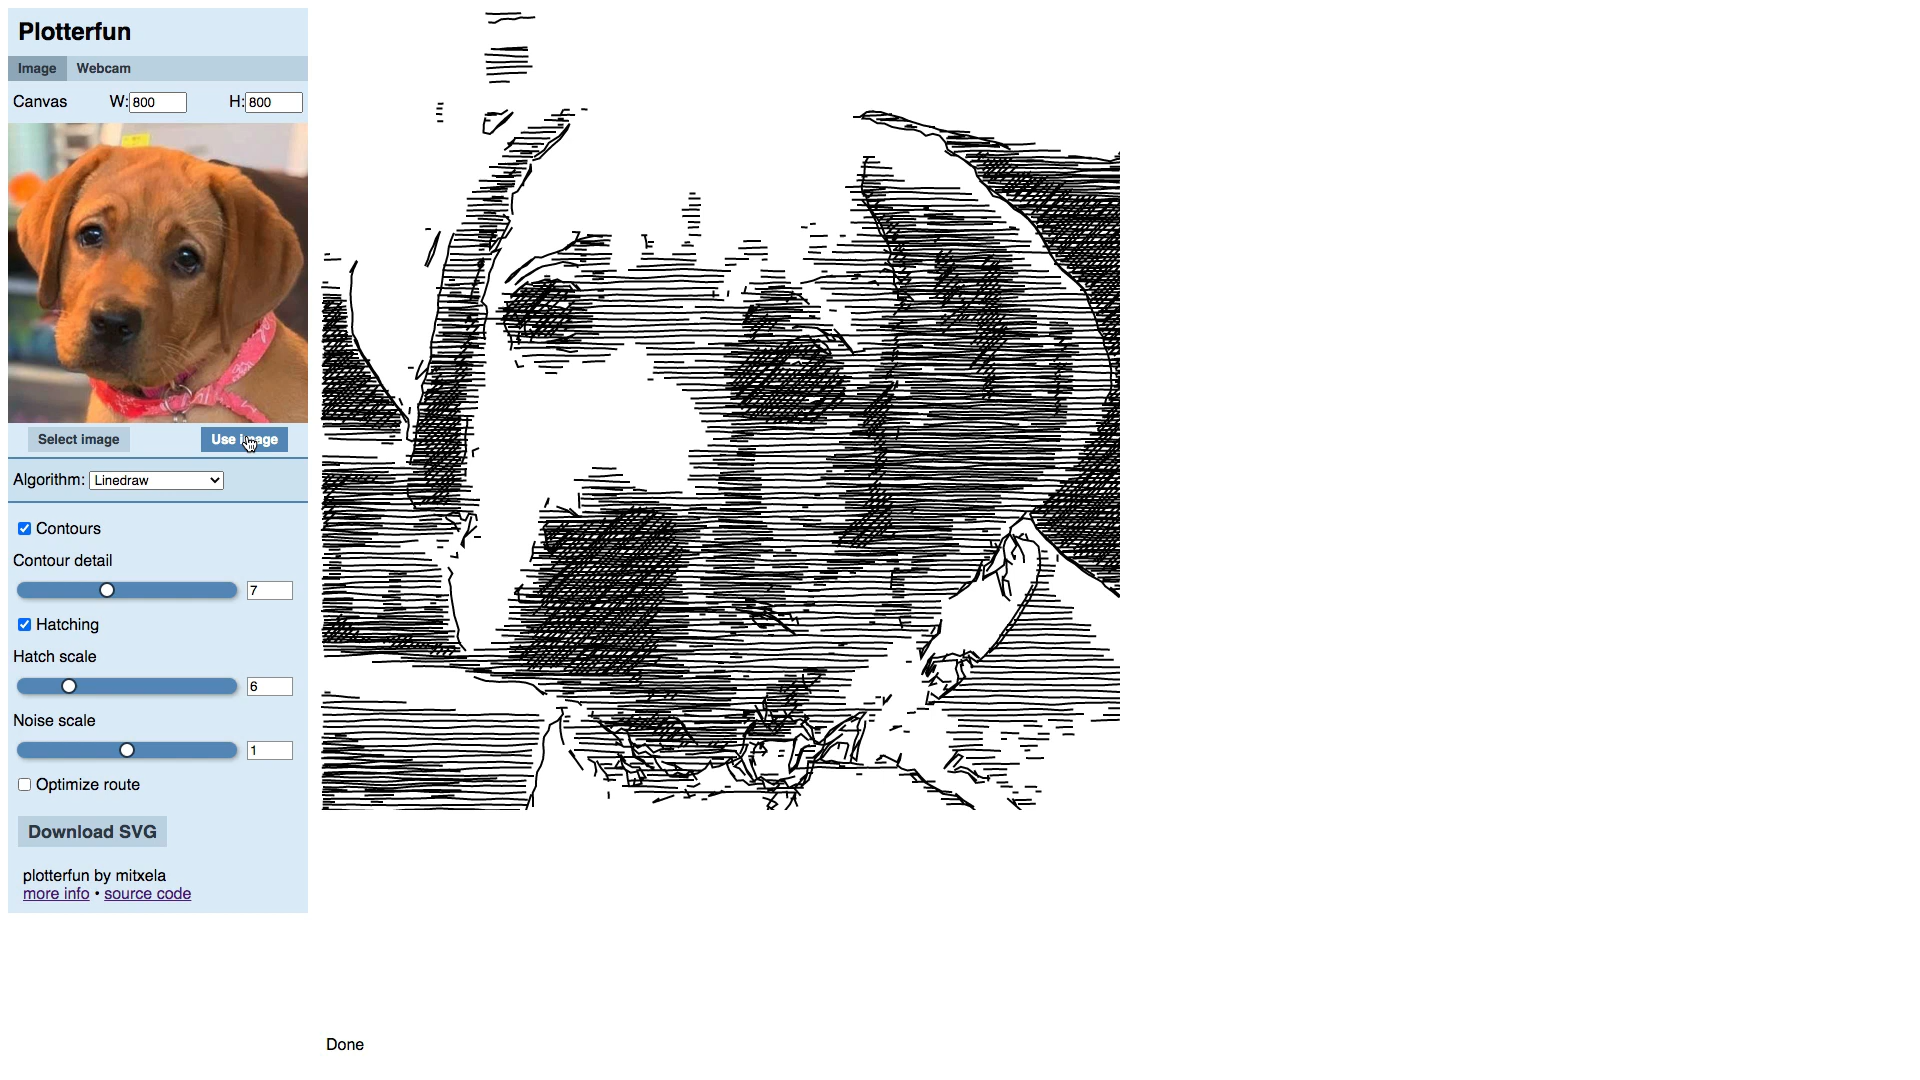 Plotterfun
Image Webcam
Canvas W: 800 H: 800
Select image Use image
Algorithm: Linedraw
Contours
Contour detail
7
Hatching
Hatch scale
6
Noise scale
1
Optimize route
Download SVG
plotterfun by mitxela
more info • source code
Done